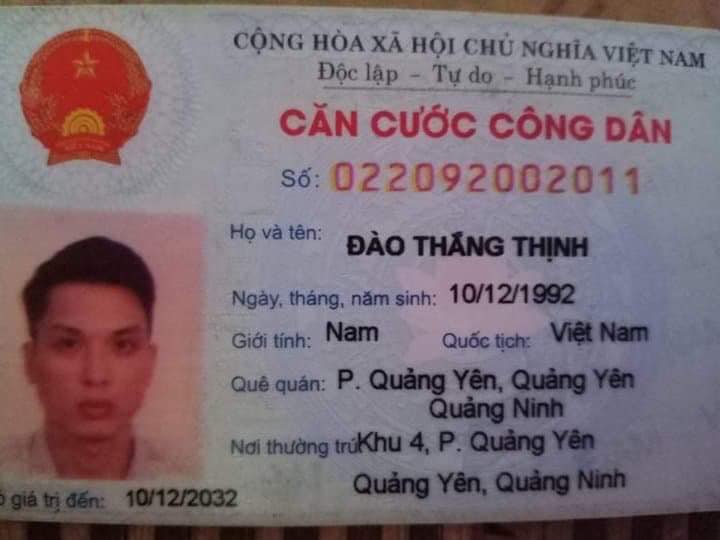 CỘNG HÒA XÃ HỘI CHỦ NGHĨA VIỆT NAM
Độc lập – Tự do – Hạnh phúc
CĂN CƯỚC CÔNG DÂN
Số: 022092002011
Họ và tên: ĐÀO THẮNG THỊNH
Ngày, tháng, năm sinh: 10/12/1992
Giới tính: Nam Quốc tịch: Việt Nam
Quê quán: P. Quảng Yên, Quảng Yên
Quảng Ninh
Nơi thường trú: Khu 4, P. Quảng Yên
Quảng Yên, Quảng Ninh
giá trị đến: 10/12/2032